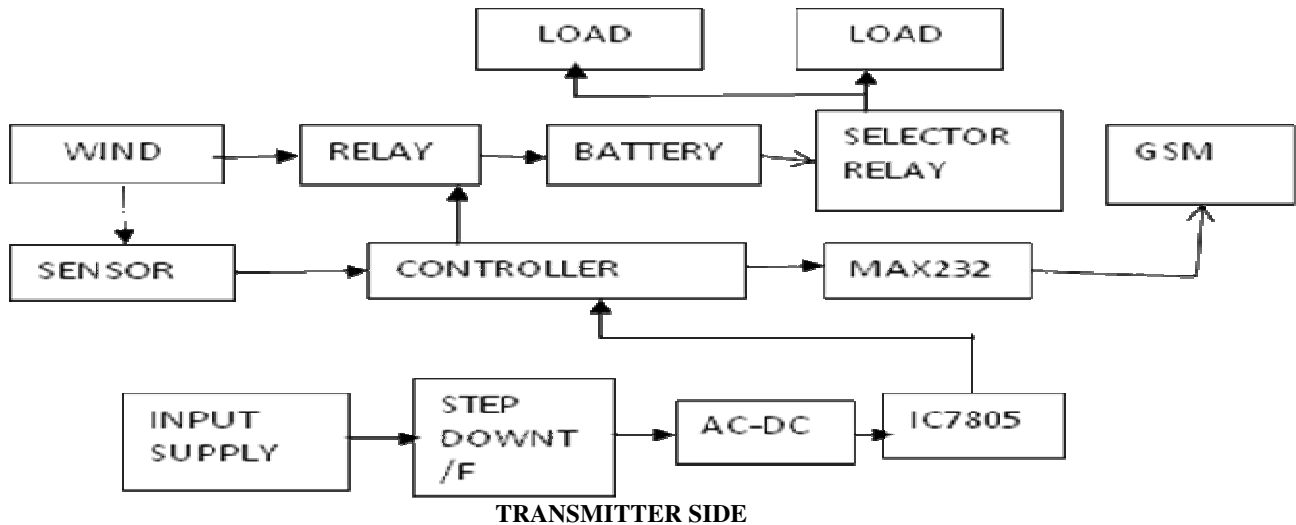 LOAD
LOAD
WIND
RELAY
BATTERY
SELECTOR
RELAY
GSM
SENSOR
CONTROLLER
MAX232
INPUT
SUPPLY
STEP
DOWNT
/F
AC-DC
IC7805
TRANSMITTER SIDE